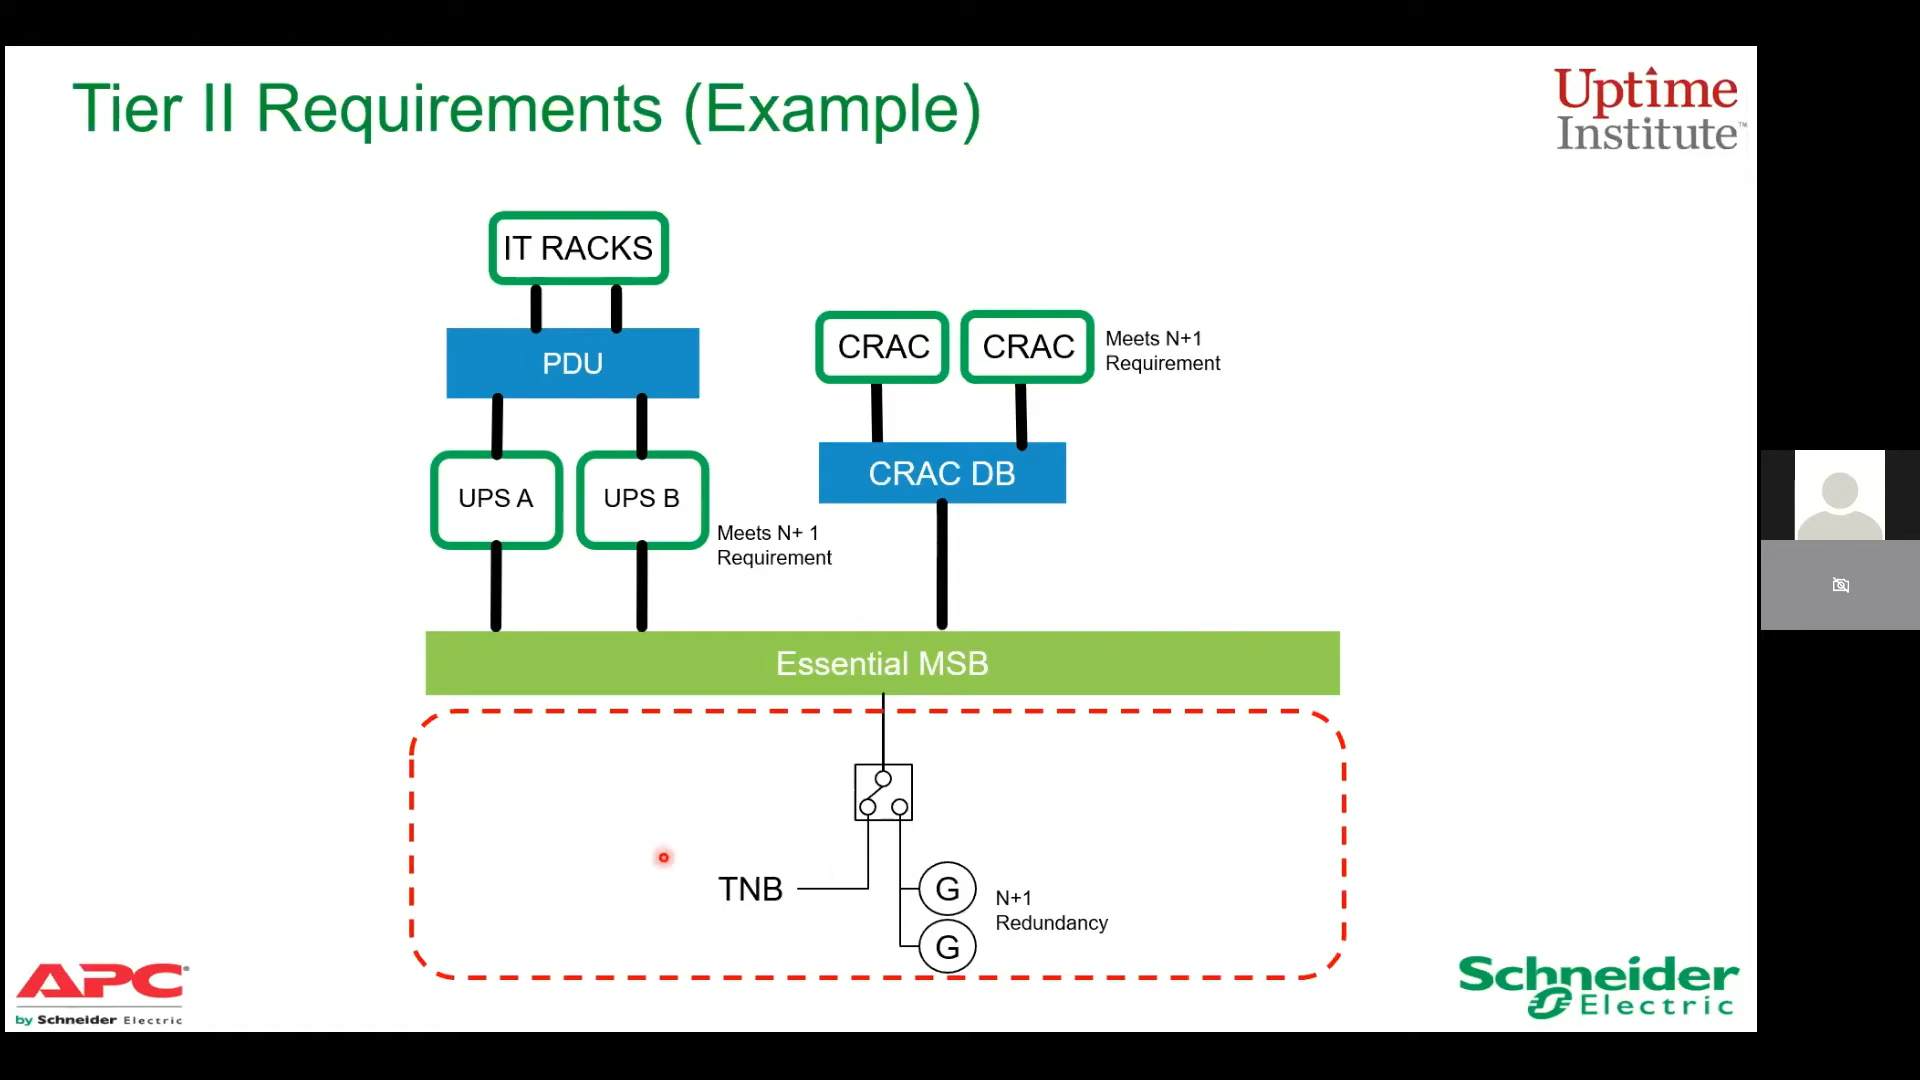 Tier II Requirements (Example)
Uptime
Institute™
IT RACKS
PDU
CRAC
CRAC
Meets N+1
Requirement
CRAC DB
UPS A
UPS B
Meets N+ 1
Requirement
Essential MSB
TNB
G
G
N+1
Redundancy
APC®
by Schneider Electric
Schneider
Electric